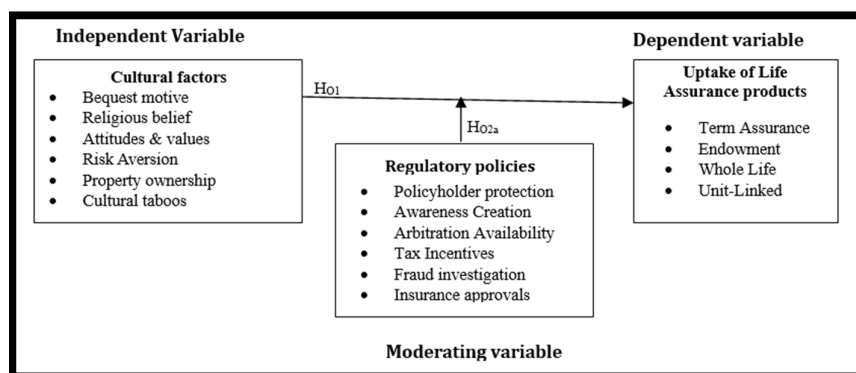 Independent Variable
Dependent variable
Cultural factors
• Bequest motive
• Religious belief
• Attitudes & values
• Risk Aversion
• Property ownership
• Cultural taboos
HO1
HO2a
Uptake of Life
Assurance products
• Term Assurance
• Endowment
• Whole Life
• Unit-Linked
Regulatory policies
• Policyholder protection
• Awareness Creation
• Arbitration Availability
• Tax Incentives
• Fraud investigation
• Insurance approvals
Moderating variable